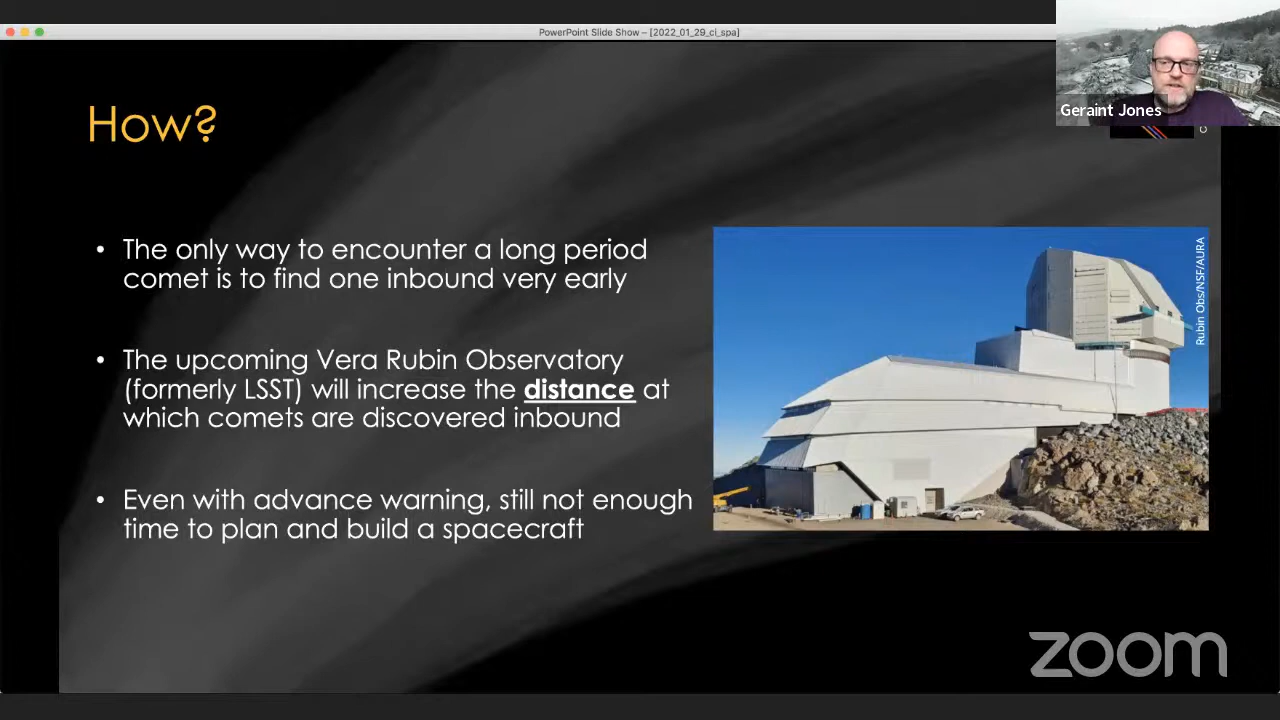 PowerPoint Slide Show – [2022_01_29_ci_spa]
Geraint Jones
How?
• The only way to encounter a long period
comet is to find one inbound very early
• The upcoming Vera Rubin Observatory
(formerly LSST) will increase the distance at
which comets are discovered inbound
• Even with advance warning, still not enough
time to plan and build a spacecraft
Rubin Obs/NSF/AURA
zoom